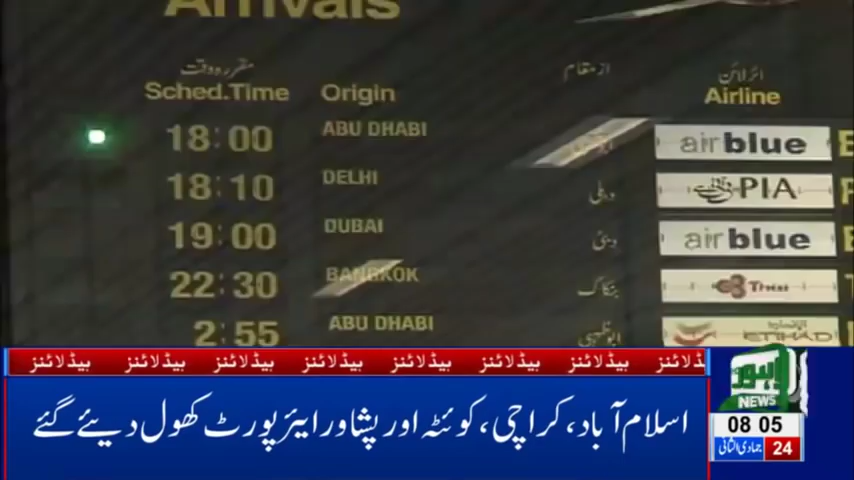 Arrivals
مقررہ وقت از مقام ائر لائن
Sched.Time Origin Airline
18:00 ABU DHABI airblue
18:10 DELHI دہلی PIA
19:00 DUBAI دبئی airblue
22:30 BANGKOK بنکاک THAI
2:55 ABU DHABI ابوظہبی ETIHAD
ہیڈلائنز ہیڈلائنز ہیڈلائنز ہیڈلائنز ہیڈلائنز ہیڈلائنز ہیڈلائنز ہیڈلائنز
اسلام آباد، کراچی، کوئٹہ اور پشاور ایئرپورٹ کھول دیئے گئے
لاہور
NEWS
08 05
24 جمادی الثانی